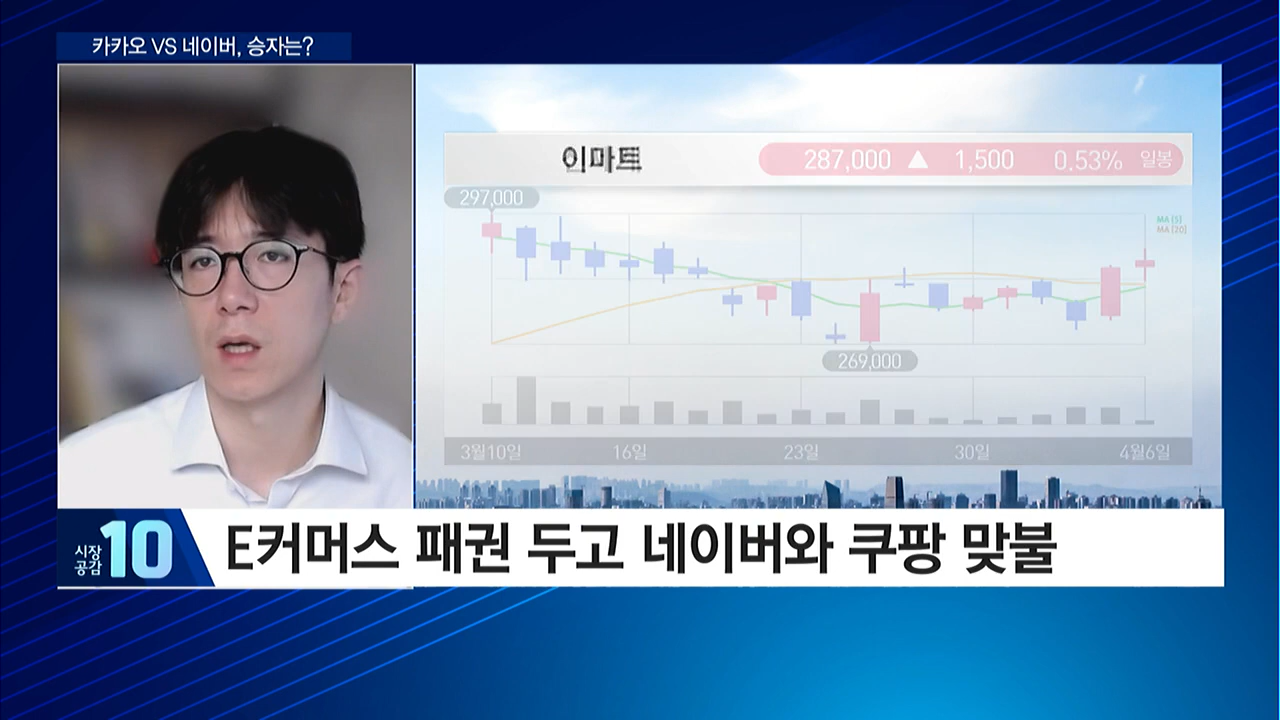 카카오 VS 네이버, 승자는?
이마트
287,000 ▲ 1,500 0.53% 일봉
297,000
MA [5]
MA [20]
269,000
3월10일 16일 23일 30일 4월6일
시장
공감 10
E커머스 패권 두고 네이버와 쿠팡 맞불